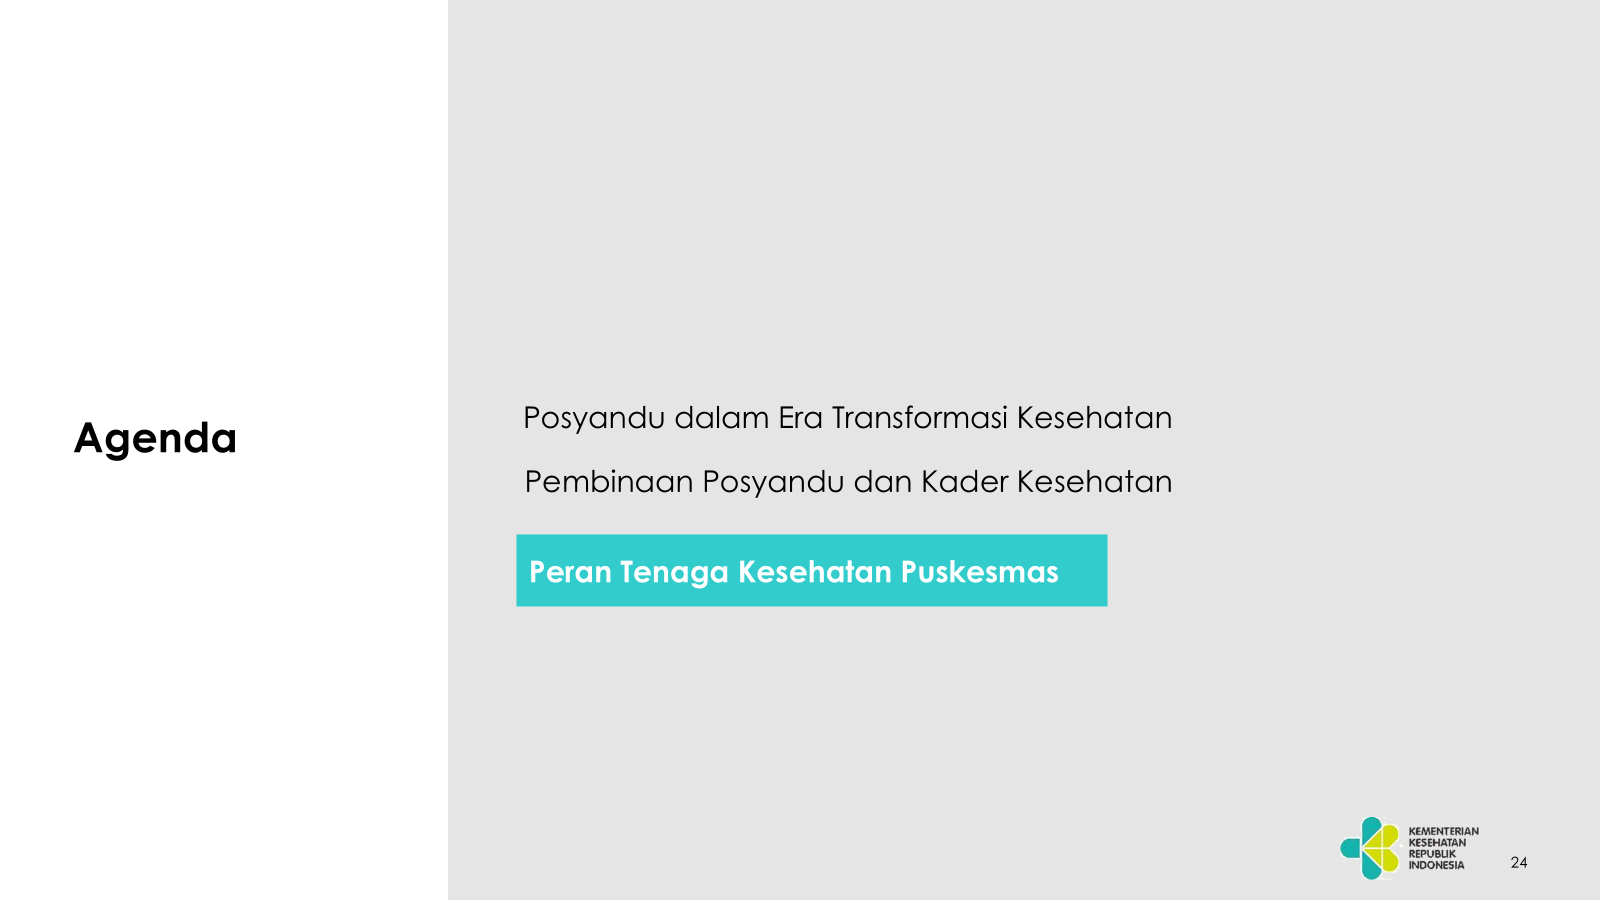 Agenda
Posyandu dalam Era Transformasi Kesehatan
Pembinaan Posyandu dan Kader Kesehatan
Peran Tenaga Kesehatan Puskesmas
KEMENTERIAN
KESEHATAN
REPUBLIK
INDONESIA
24